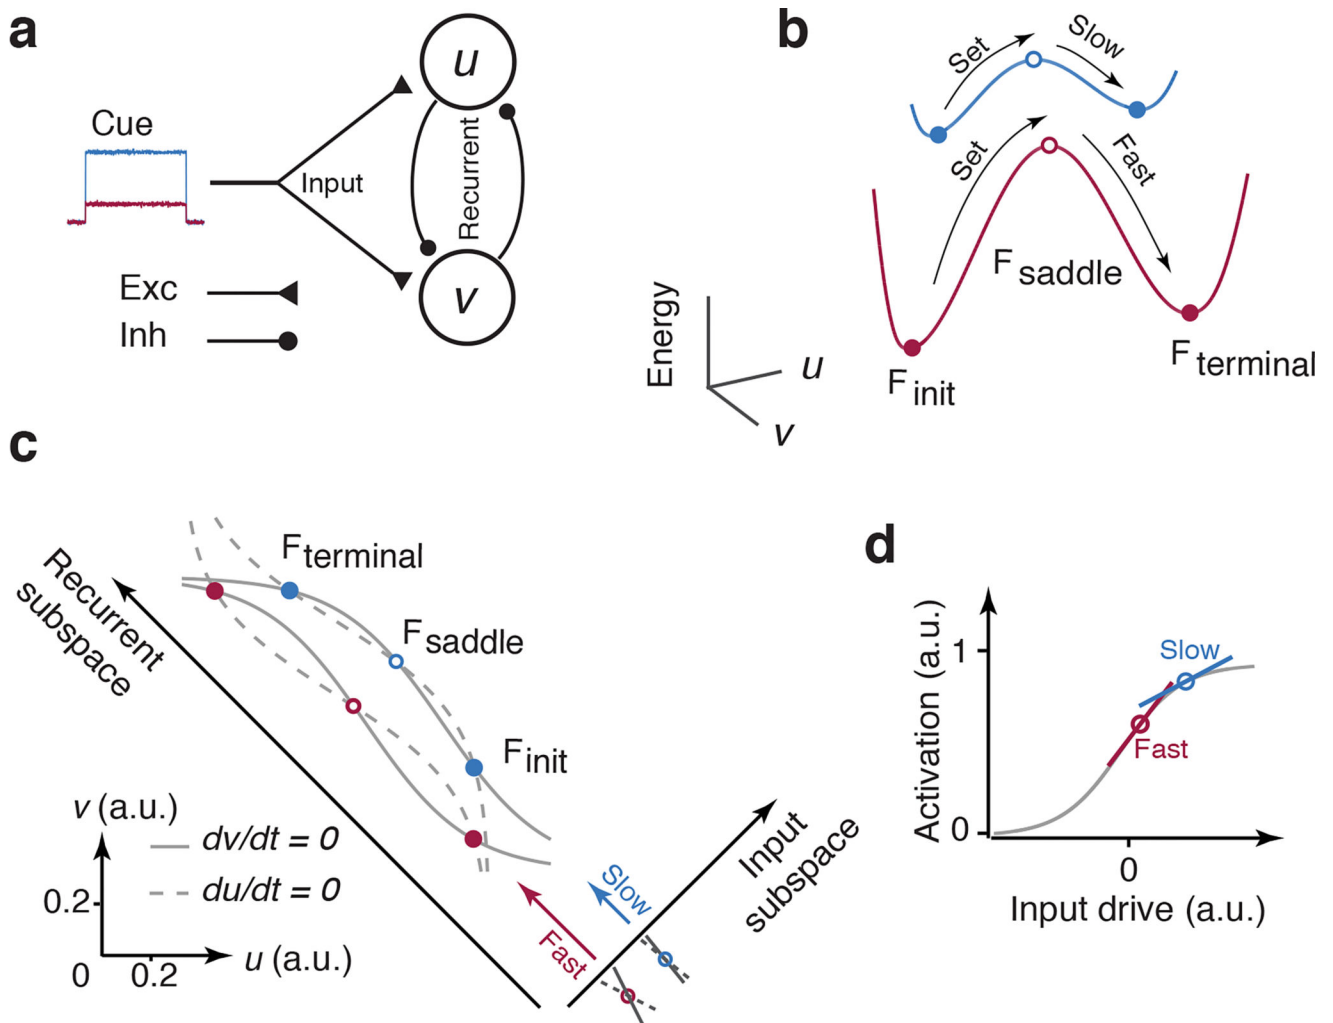 a
Cue
Input
Recurrent
u
v
Exc
Inh
b
Set
Slow
Set
Fast
F saddle
F init
F terminal
Energy
u
v
c
Recurrent
subspace
F terminal
F saddle
F init
v (a.u.)
dv/dt = 0
du/dt = 0
0.2
0
0.2
u (a.u.)
Fast
Slow
Input
subspace
d
Activation (a.u.)
1
0
Slow
Fast
0
Input drive (a.u.)